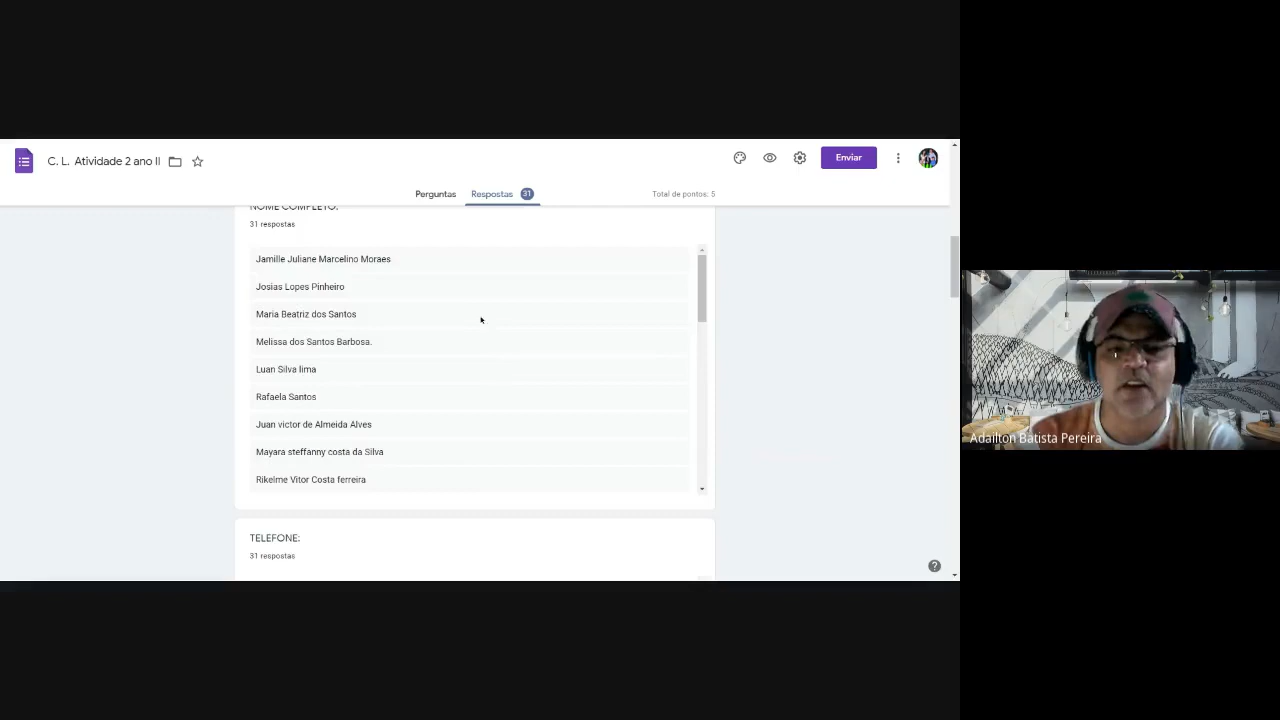 C. L. Atividade 2 ano II
Enviar
Perguntas
Respostas 31
Total de pontos: 5
NOME COMPLETO:
31 respostas
Jamille Juliane Marcelino Moraes
Josias Lopes Pinheiro
Maria Beatriz dos Santos
Melissa dos Santos Barbosa.
Luan Silva lima
Rafaela Santos
Juan victor de Almeida Alves
Mayara steffanny costa da Silva
Rikelme Vitor Costa ferreira
TELEFONE:
31 respostas
Adailton Batista Pereira